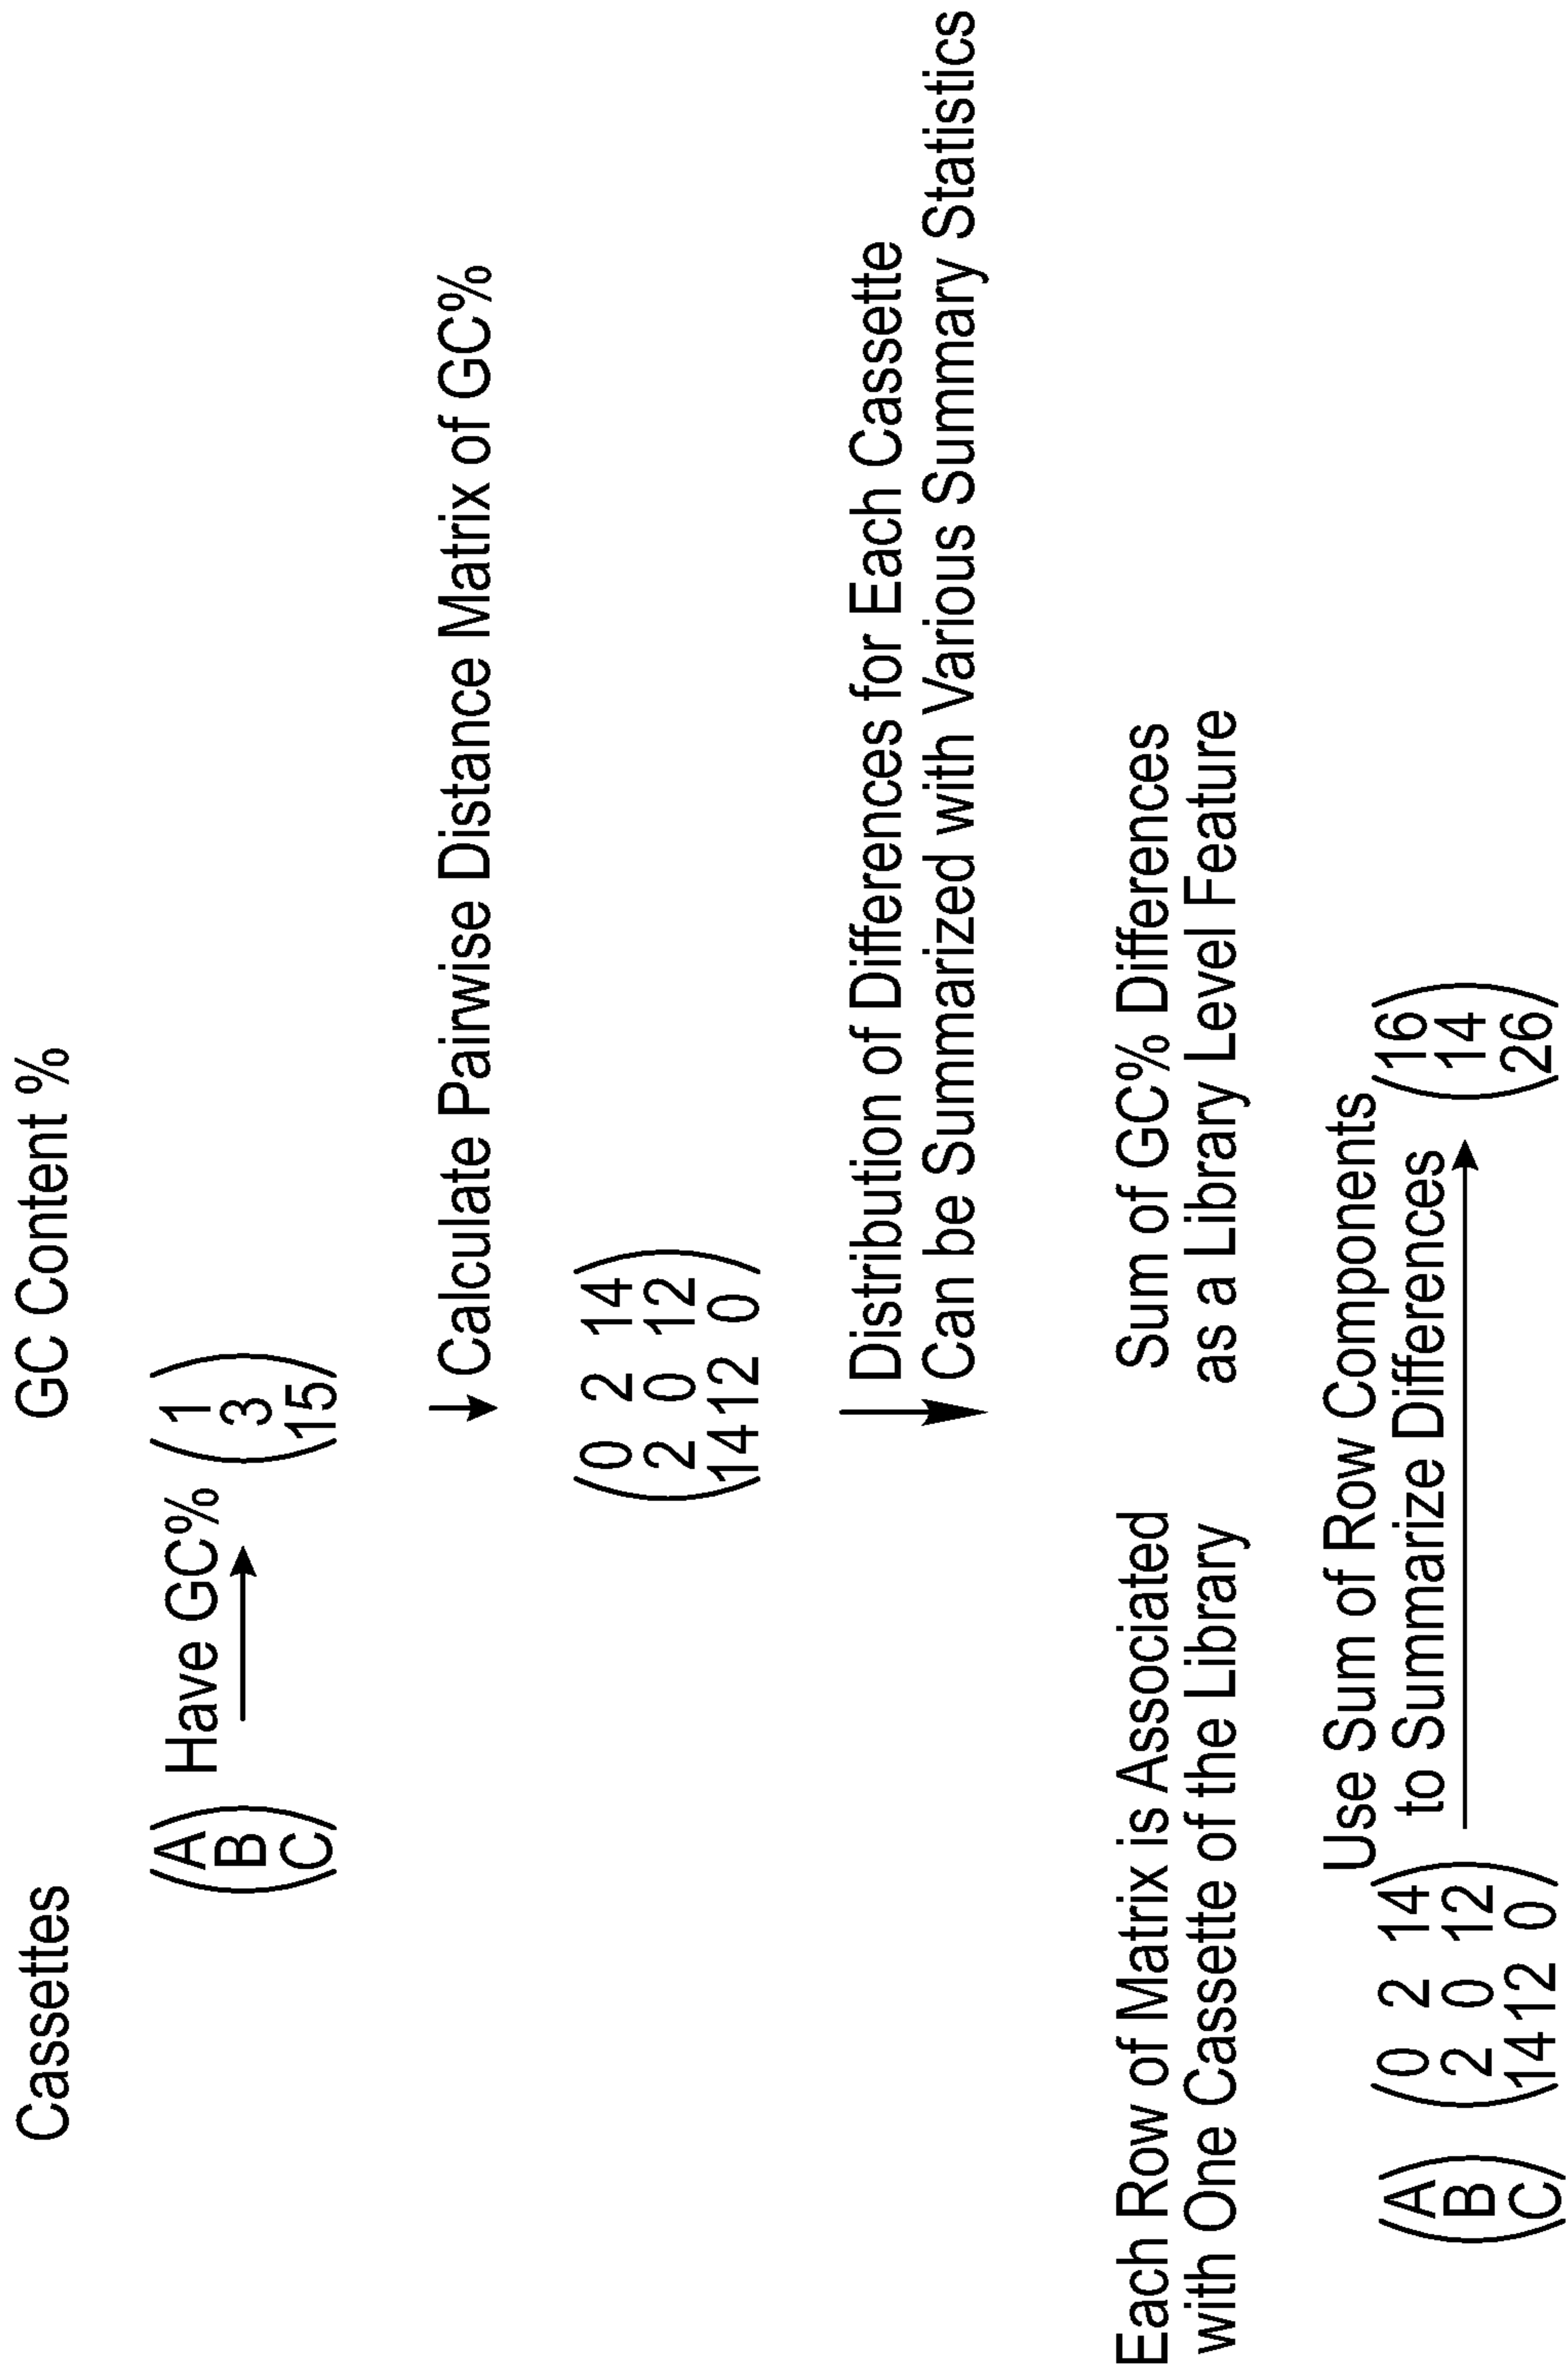 Cassettes
GC Content %
(A
B
C)
Have GC%
(1
3
15)
Calculate Pairwise Distance Matrix of GC%
(0 2 14
2 0 12
14 12 0)
Distribution of Differences for Each Cassette
Can be Summarized with Various Summary Statistics
Each Row of Matrix is Associated
with One Cassette of the Library
Sum of GC% Differences
as a Library Level Feature
Use Sum of Row Components
to Summarize Differences
(A
B
C)
(0 2 14
2 0 12
14 12 0)
(16
14
26)